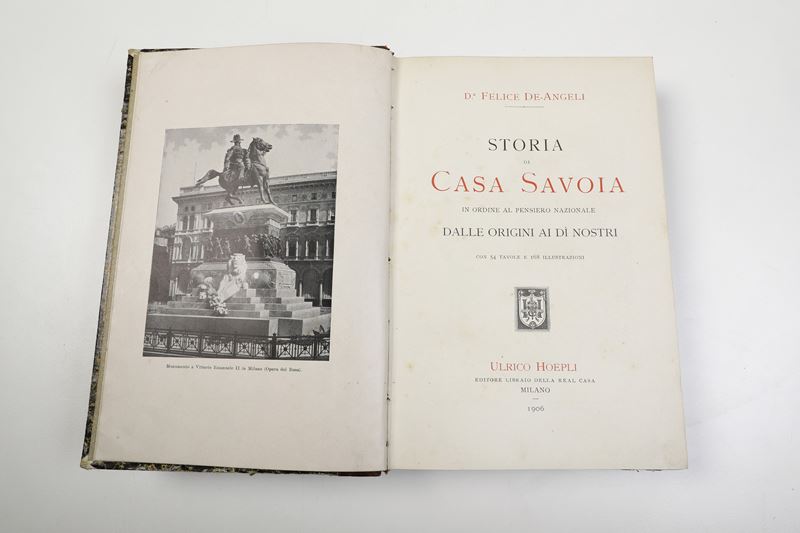 Monumento a Vittorio Emanuele II in Milano (Opera del Rosa).
Dr FELICE DE-ANGELI
STORIA
DI
CASA SAVOIA
IN ORDINE AL PENSIERO NAZIONALE
DALLE ORIGINI AI DÌ NOSTRI
CON 54 TAVOLE E 168 ILLUSTRAZIONI
ULRICO HOEPLI
EDITORE LIBRAIO DELLA REAL CASA
MILANO
1906